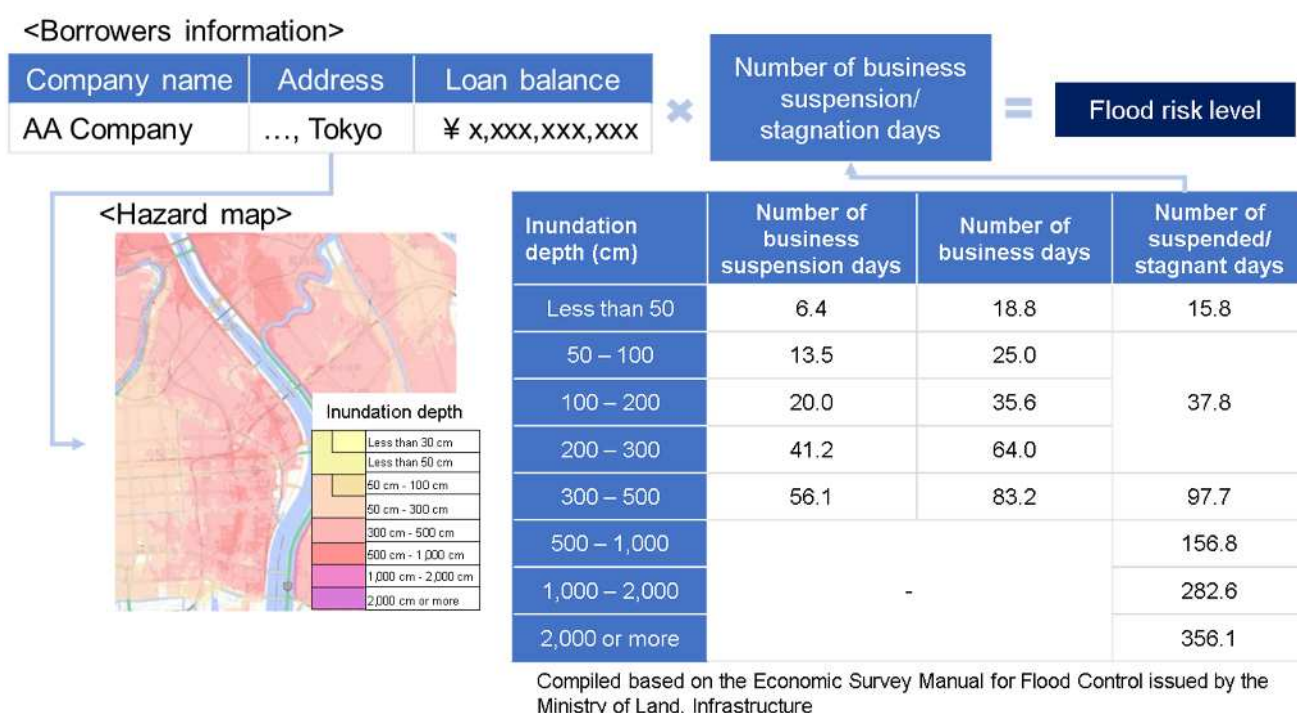 <Borrowers information>
Company name Address Loan balance
AA Company ..., Tokyo ¥ x,xxx,xxx,xxx
×
Number of business
suspension/
stagnation days
=
Flood risk level
<Hazard map>
Inundation depth
Less than 30 cm
Less than 50 cm
50 cm - 100 cm
50 cm - 300 cm
300 cm - 500 cm
500 cm - 1,000 cm
1,000 cm - 2,000 cm
2,000 cm or more
Inundation
depth (cm)
Number of
business
suspension days
Number of
business days
Number of
suspended/
stagnant days
Less than 50 6.4 18.8 15.8
50 – 100 13.5 25.0
100 – 200 20.0 35.6 37.8
200 – 300 41.2 64.0
300 – 500 56.1 83.2 97.7
500 – 1,000 156.8
1,000 – 2,000 - 282.6
2,000 or more 356.1
Compiled based on the Economic Survey Manual for Flood Control issued by the
Ministry of Land, Infrastructure